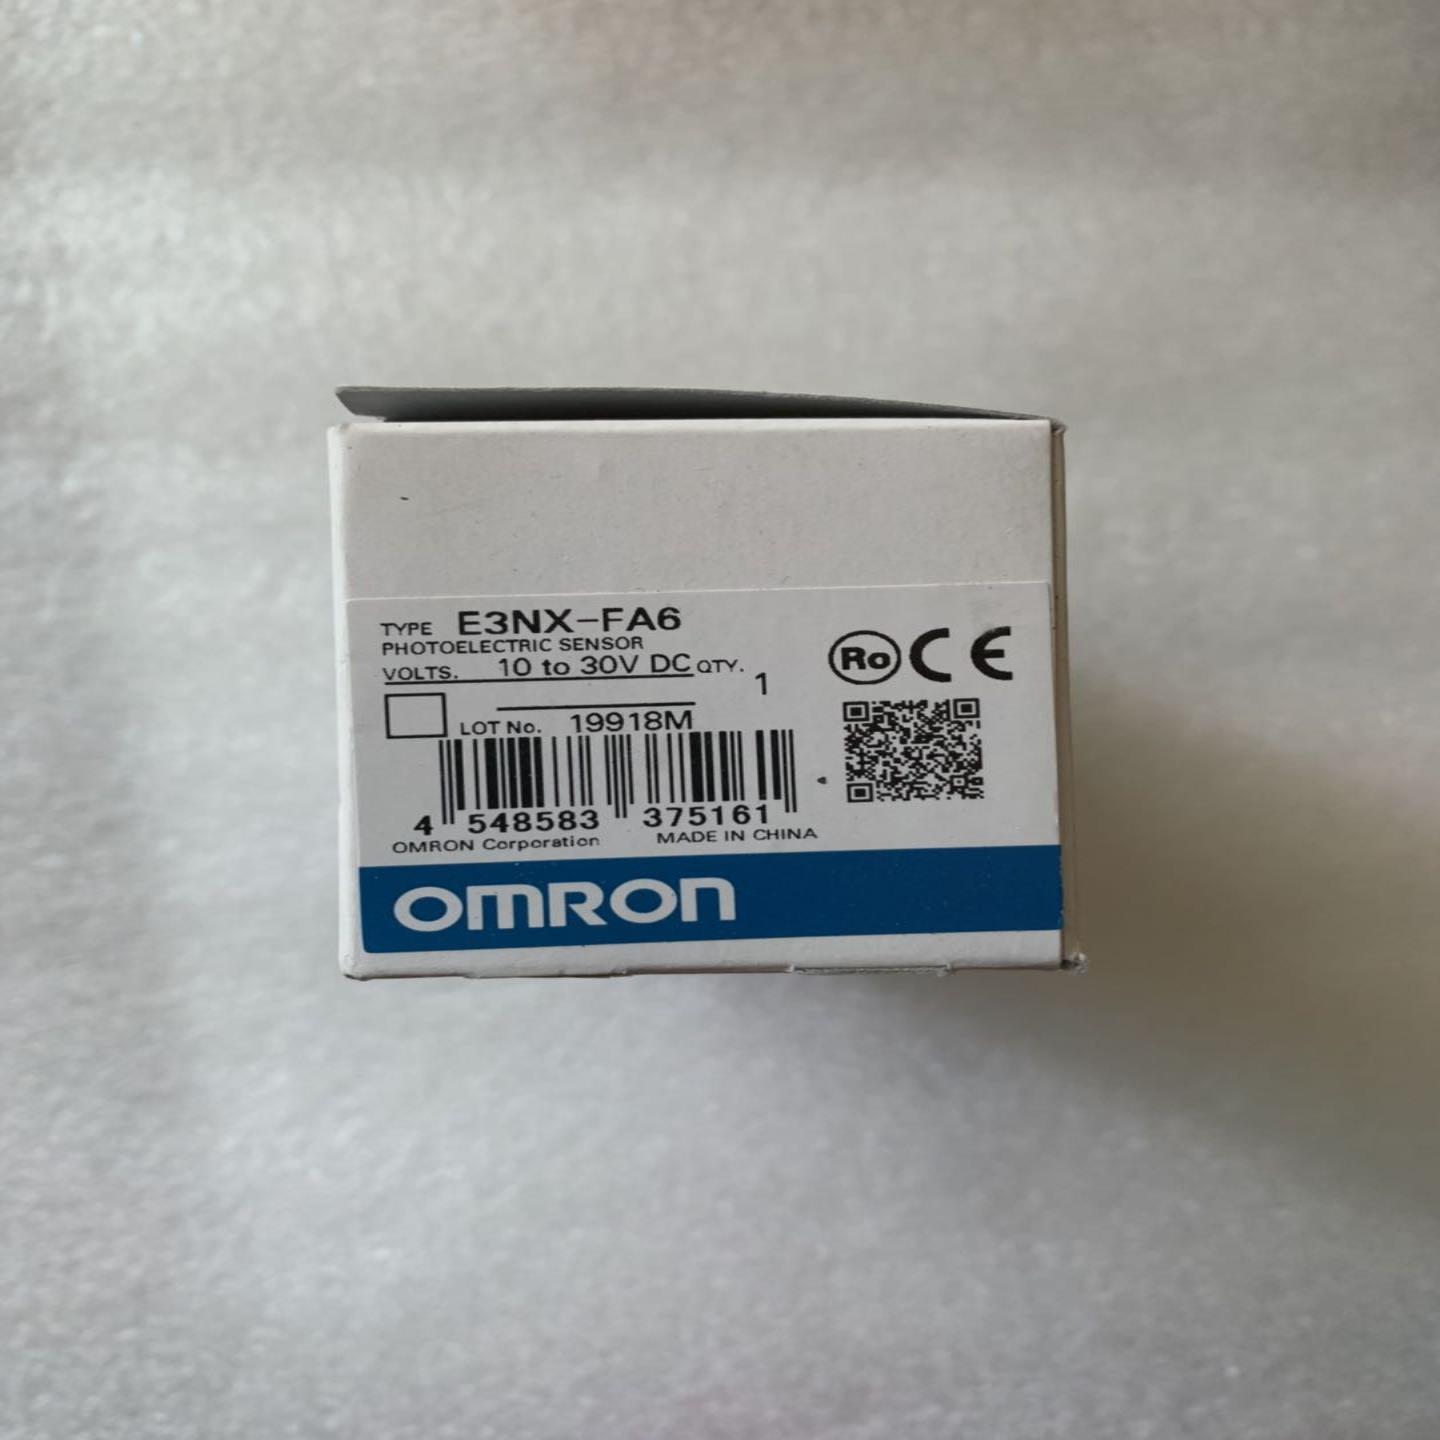 TYPE E3NX-FA6
PHOTOELECTRIC SENSOR
VOLTS. 10 to 30V DC QTY. 1
LOT No. 19918M
4 548583 375161
OMRON Corporation MADE IN CHINA
Ro CE
OMRON